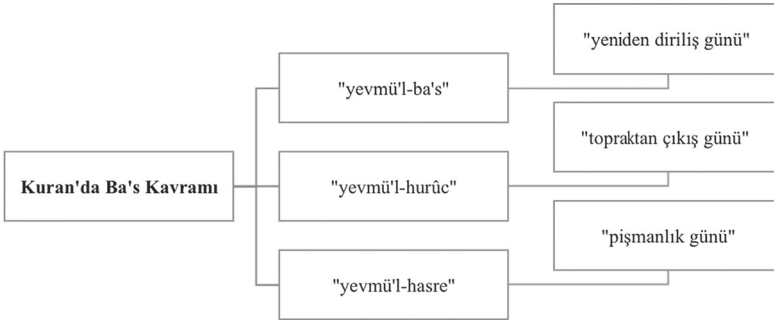 Kuran'da Ba's Kavramı
"yevmü'l-ba's"
"yeniden diriliş günü"
"yevmü'l-hurûc"
"topraktan çıkış günü"
"yevmü'l-hasre"
"pişmanlık günü"